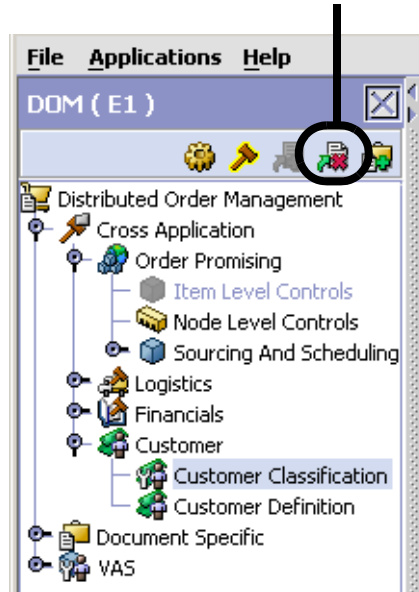 File Applications Help
DOM ( E1 )
Distributed Order Management
Cross Application
Order Promising
Item Level Controls
Node Level Controls
Sourcing And Scheduling
Logistics
Financials
Customer
Customer Classification
Customer Definition
Document Specific
VAS